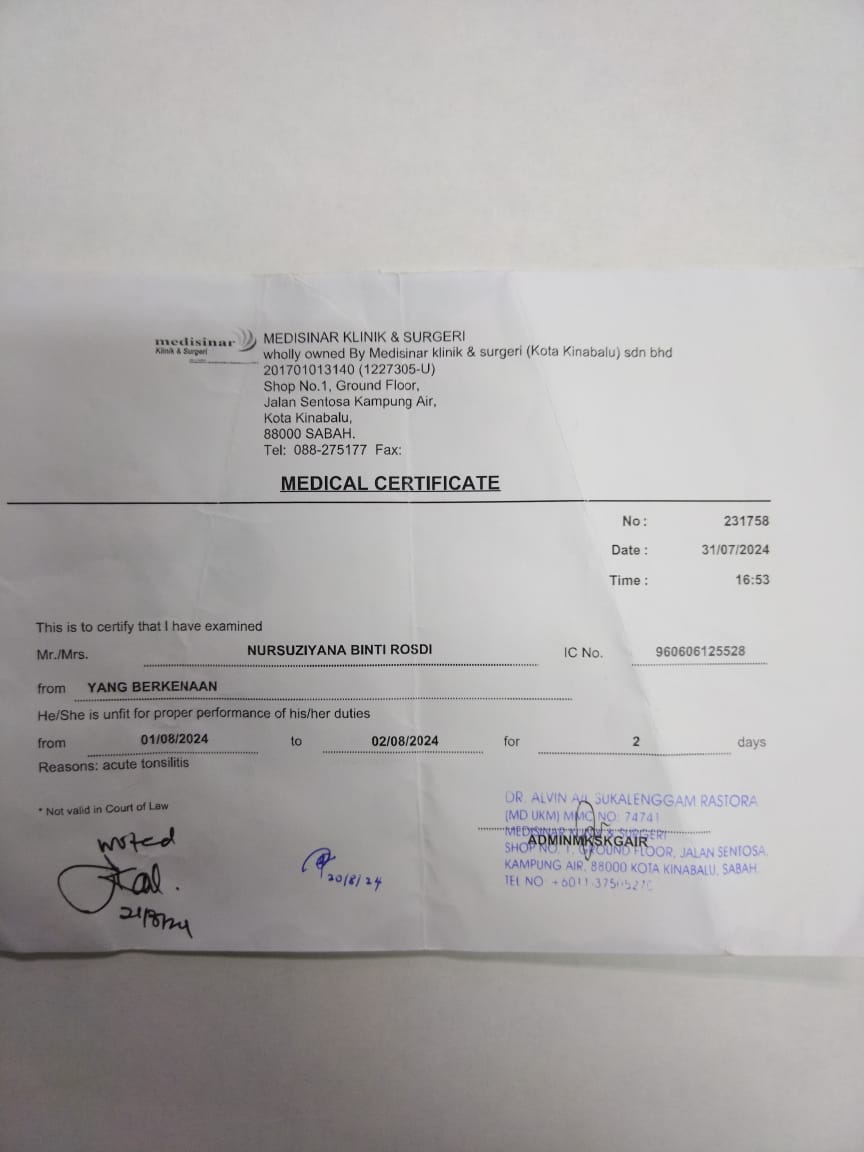 medisinar
Klinik & Surgeri
MEDISINAR KLINIK & SURGERI
wholly owned By Medisinar klinik & surgeri (Kota Kinabalu) sdn bhd
201701013140 (1227305-U)
Shop No.1, Ground Floor,
Jalan Sentosa Kampung Air,
Kota Kinabalu,
88000 SABAH.
Tel: 088-275177 Fax:
MEDICAL CERTIFICATE
No : 231758
Date : 31/07/2024
Time : 16:53
This is to certify that I have examined
Mr./Mrs. NURSUZIYANA BINTI ROSDI IC No. 960606125528
from YANG BERKENAAN
He/She is unfit for proper performance of his/her duties
from 01/08/2024 to 02/08/2024 for 2 days
Reasons: acute tonsilitis
* Not valid in Court of Law
DR. ALVIN A/L SUKALENGGAM RASTORA
(MD UKM) MMC NO: 74741
MEDISINAR KLINIK & SURGERI
ADMINMKSKGAIR
SHOP NO. 1, GROUND FLOOR, JALAN SENTOSA,
KAMPUNG AIR, 88000 KOTA KINABALU, SABAH.
TEL NO
noted
21/8/24
20/8/24